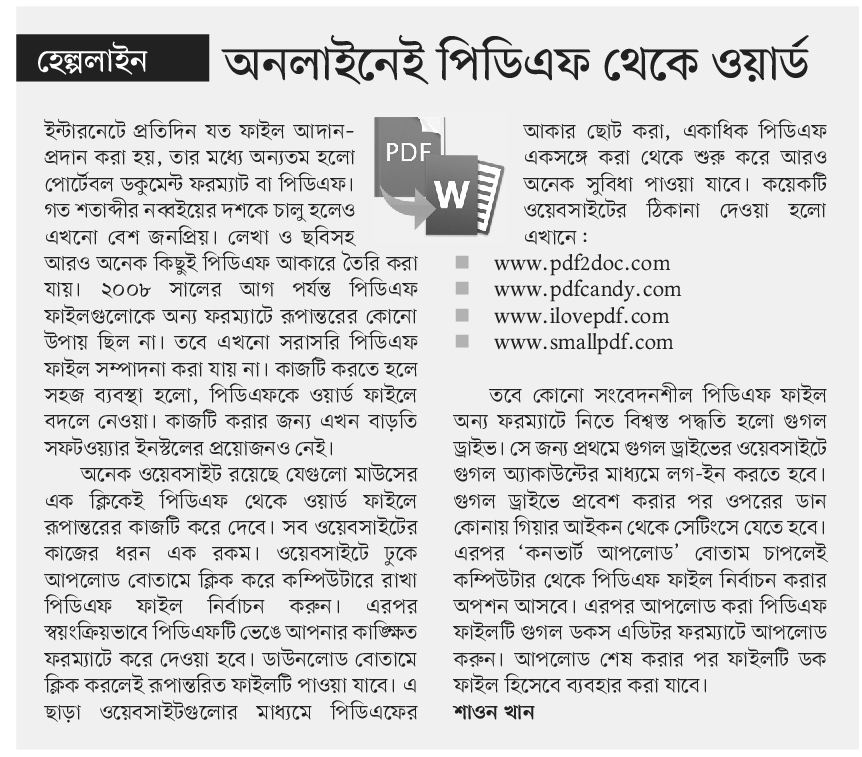 হেল্পলাইন
অনলাইনেই পিডিএফ থেকে ওয়ার্ড
ইন্টারনেটে প্রতিদিন যত ফাইল আদান-
প্রদান করা হয়, তার মধ্যে অন্যতম হলো
পোর্টেবল ডকুমেন্ট ফরম্যাট বা পিডিএফ।
গত শতাব্দীর নব্বইয়ের দশকে চালু হলেও
এখনো বেশ জনপ্রিয়। লেখা ও ছবিসহ
আরও অনেক কিছুই পিডিএফ আকারে তৈরি করা
যায়। ২০০৮ সালের আগ পর্যন্ত পিডিএফ
ফাইলগুলোকে অন্য ফরম্যাটে রূপান্তরের কোনো
উপায় ছিল না। তবে এখনো সরাসরি পিডিএফ
ফাইল সম্পাদনা করা যায় না। কাজটি করতে হলে
সহজ ব্যবস্থা হলো, পিডিএফকে ওয়ার্ড ফাইলে
বদলে নেওয়া। কাজটি করার জন্য এখন বাড়তি
সফটওয়্যার ইনস্টলের প্রয়োজনও নেই।
অনেক ওয়েবসাইট রয়েছে যেগুলো মাউসের
এক ক্লিকেই পিডিএফ থেকে ওয়ার্ড ফাইলে
রূপান্তরের কাজটি করে দেবে। সব ওয়েবসাইটের
কাজের ধরন এক রকম। ওয়েবসাইটে ঢুকে
আপলোড বোতামে ক্লিক করে কম্পিউটারে রাখা
পিডিএফ ফাইল নির্বাচন করুন। এরপর
স্বয়ংক্রিয়ভাবে পিডিএফটি ভেঙে আপনার কাঙ্ক্ষিত
ফরম্যাটে করে দেওয়া হবে। ডাউনলোড বোতামে
ক্লিক করলেই রূপান্তরিত ফাইলটি পাওয়া যাবে। এ
ছাড়া ওয়েবসাইটগুলোর মাধ্যমে পিডিএফের
PDF
W
আকার ছোট করা, একাধিক পিডিএফ
একসঙ্গে করা থেকে শুরু করে আরও
অনেক সুবিধা পাওয়া যাবে। কয়েকটি
ওয়েবসাইটের ঠিকানা দেওয়া হলো
এখানে :
www.pdf2doc.com
www.pdfcandy.com
www.ilovepdf.com
www.smallpdf.com
তবে কোনো সংবেদনশীল পিডিএফ ফাইল
অন্য ফরম্যাটে নিতে বিশ্বস্ত পদ্ধতি হলো গুগল
ড্রাইভ। সে জন্য প্রথমে গুগল ড্রাইভের ওয়েবসাইটে
গুগল অ্যাকাউন্টের মাধ্যমে লগ-ইন করতে হবে।
গুগল ড্রাইভে প্রবেশ করার পর ওপরের ডান
কোনায় গিয়ার আইকন থেকে সেটিংসে যেতে হবে।
এরপর ‘কনভার্ট আপলোড’ বোতাম চাপলেই
কম্পিউটার থেকে পিডিএফ ফাইল নির্বাচন করার
অপশন আসবে। এরপর আপলোড করা পিডিএফ
ফাইলটি গুগল ডকস এডিটর ফরম্যাটে আপলোড
করুন। আপলোড শেষ করার পর ফাইলটি ডক
ফাইল হিসেবে ব্যবহার করা যাবে।
শাওন খান